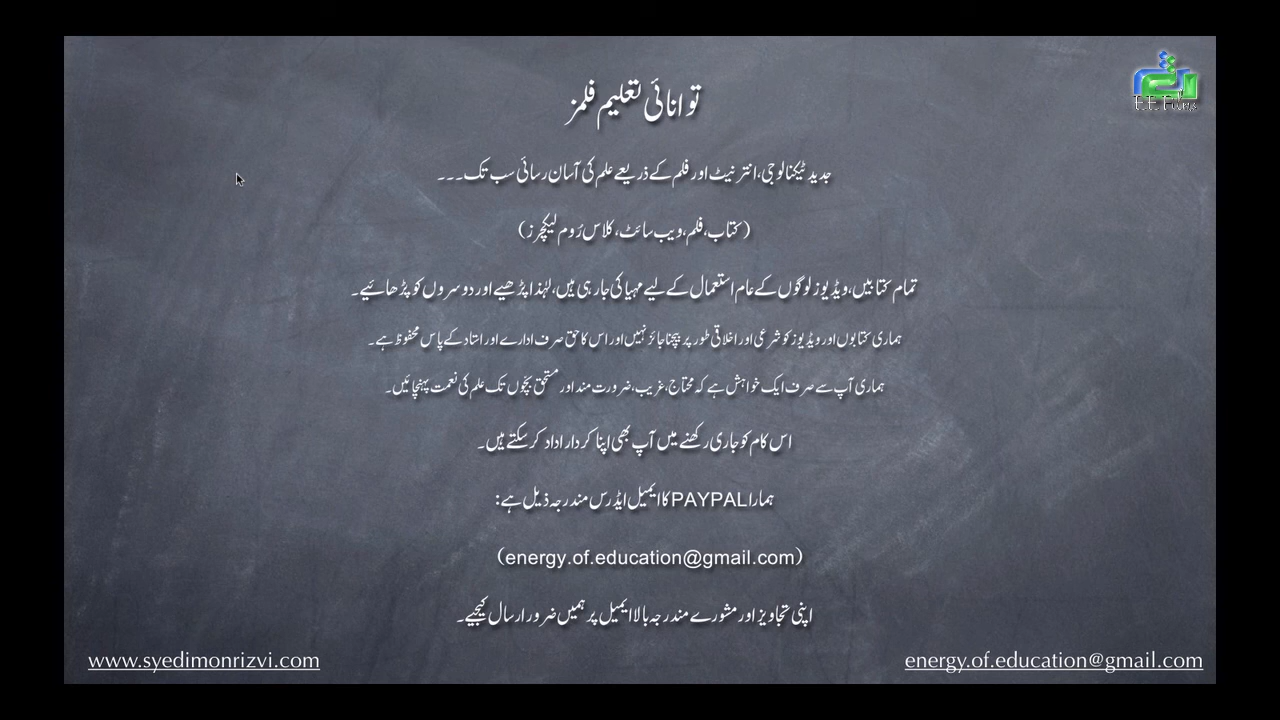 توانائی تعلیم فلمز
E.E. Films
جدید ٹیکنالوجی، انٹرنیٹ اور فلم کے ذریعے علم کی آسان رسائی سب تک۔۔۔
(کتاب، فلم، ویب سائٹ، کلاس رُوم لیکچرز)
تمام کتابیں، ویڈیوز لوگوں کے عام استعمال کے لیے مہیا کی جا رہی ہیں، لہٰذا پڑھیے اور دوسروں کو پڑھائیے۔
ہماری کتابوں اور ویڈیوز کو شرعی اور اخلاقی طور پر بیچنا جائز نہیں اور اس کا حق صرف ادارے اور استاد کے پاس محفوظ ہے۔
ہماری آپ سے صرف ایک خواہش ہے کہ محتاج، غریب، ضرورت مند اور مستحق بچّوں تک علم کی نعمت پہنچائیں۔
اس کام کو جاری رکھنے میں آپ بھی اپنا کردار اداد کر سکتے ہیں۔
ہمارا PAYPAL کا ایمیل ایڈرس مندرجہ ذیل ہے:
(energy.of.education@gmail.com)
اپنی تجاویز اور مشورے مندرجہ بالا ایمیل پر ہمیں ضرور ارسال کیجیے۔
www.syedimonrizvi.com
energy.of.education@gmail.com